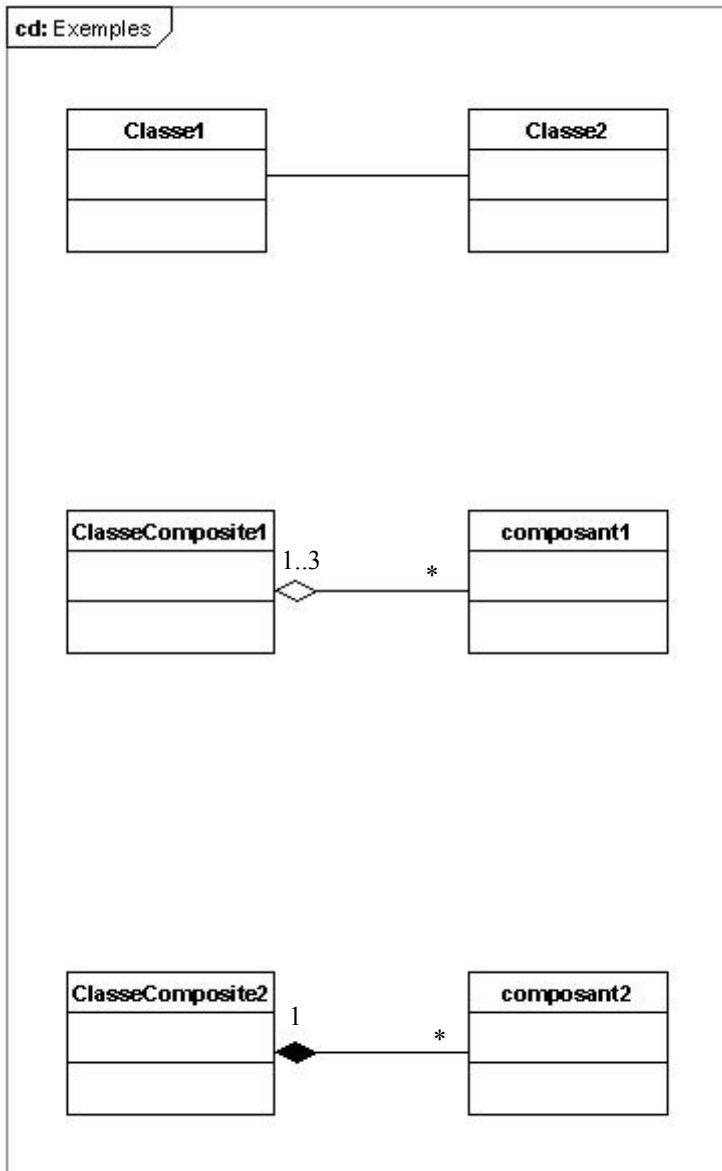 cd: Exemples
Classe1
Classe2
ClasseComposite1
composant1
1..3
*
ClasseComposite2
composant2
1
*